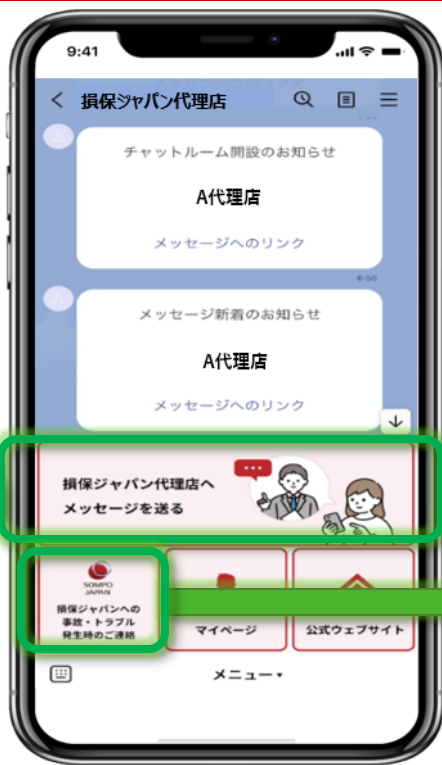 9:41
損保ジャパン代理店
チャットルーム開設のお知らせ
A代理店
メッセージへのリンク
6:56
メッセージ新着のお知らせ
A代理店
メッセージへのリンク
損保ジャパン代理店へ
メッセージを送る
SOMPO
JAPAN
損保ジャパンへの
事故・トラブル
発生時のご連絡
マイページ
公式ウェブサイト
メニュー▾